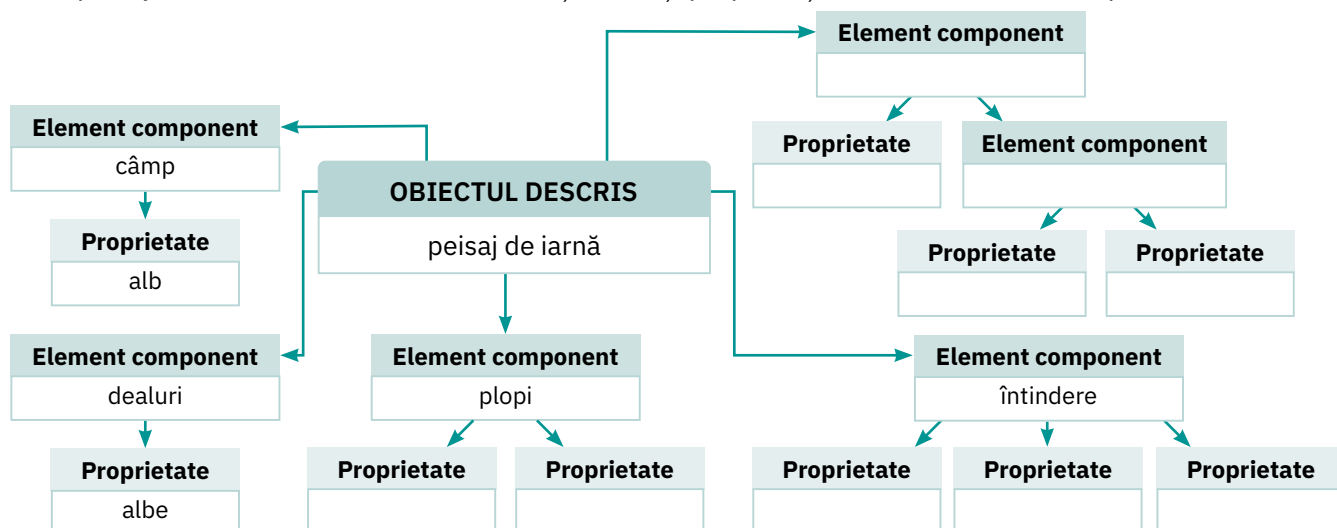 Element component
Element component
câmp
Proprietate
Element component
OBIECTUL DESCRIS
peisaj de iarnă
Proprietate
alb
Proprietate
Proprietate
Element component
dealuri
Element component
plopi
Element component
întindere
Proprietate
albe
Proprietate
Proprietate
Proprietate
Proprietate
Proprietate